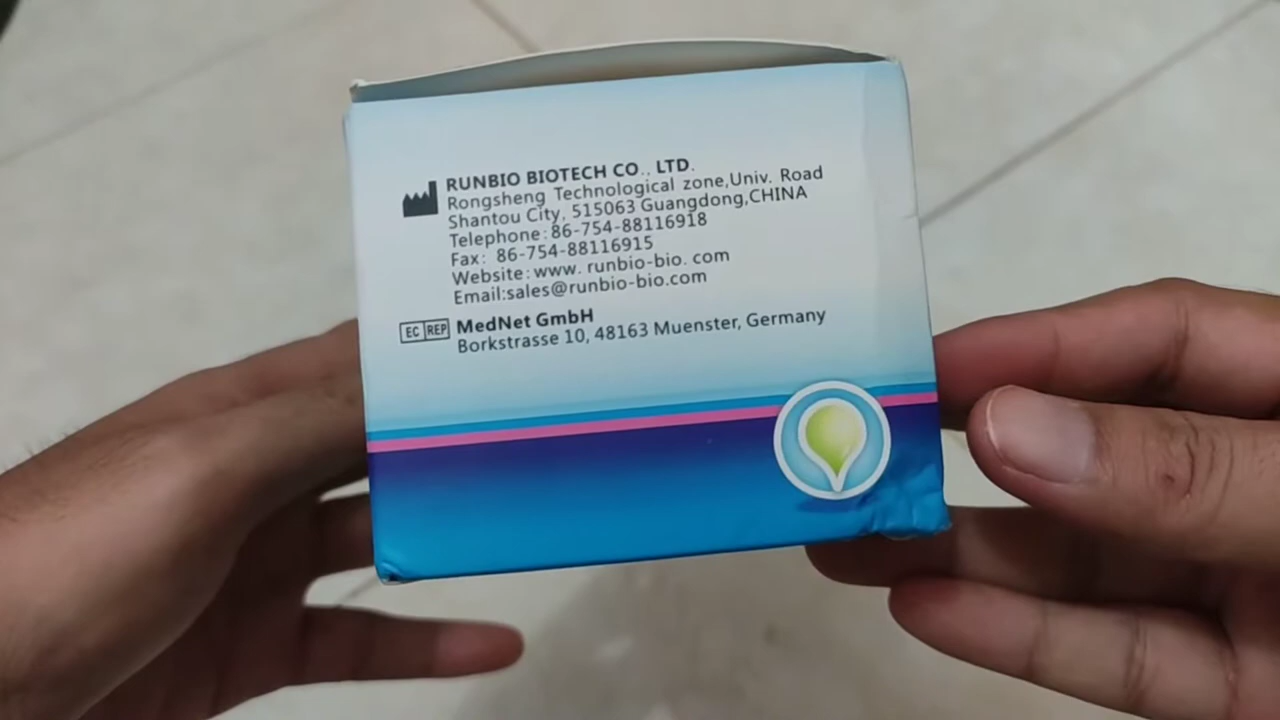 RUNBIO BIOTECH CO., LTD.
Rongsheng Technological zone,Univ. Road
Shantou City, 515063 Guangdong,CHINA
Telephone:86-754-88116918
Fax: 86-754-88116915
Website:www. runbio-bio. com
Email:sales@runbio-bio.com
EC REP MedNet GmbH
Borkstrasse 10, 48163 Muenster, Germany